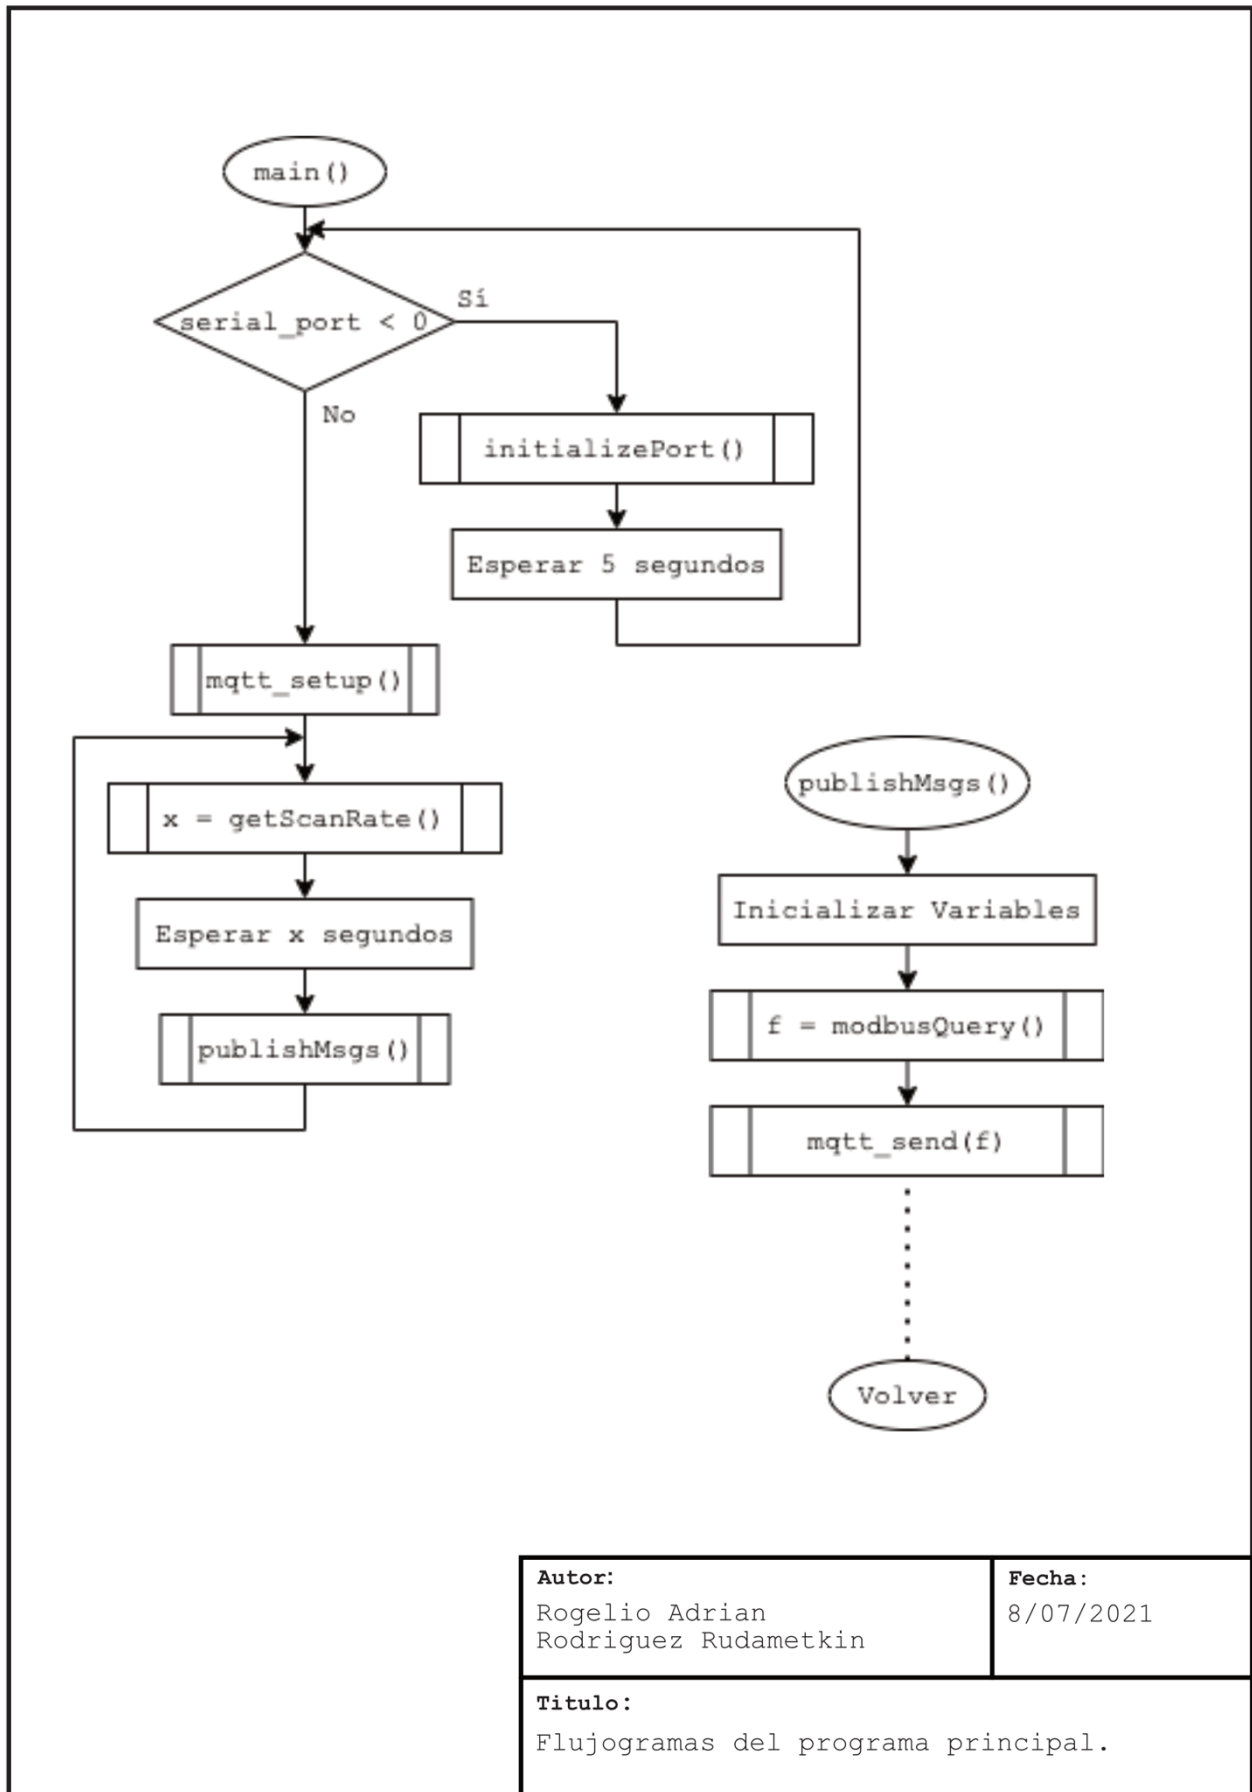 main()
serial_port < 0
Sí
No
initializePort()
Esperar 5 segundos
mqtt_setup()
x = getScanRate()
Esperar x segundos
publishMsgs()
publishMsgs()
Inicializar Variables
f = modbusQuery()
mqtt_send(f)
Volver
Autor:
Rogelio Adrian
Rodriguez Rudametkin
Fecha:
8/07/2021
Titulo:
Flujogramas del programa principal.